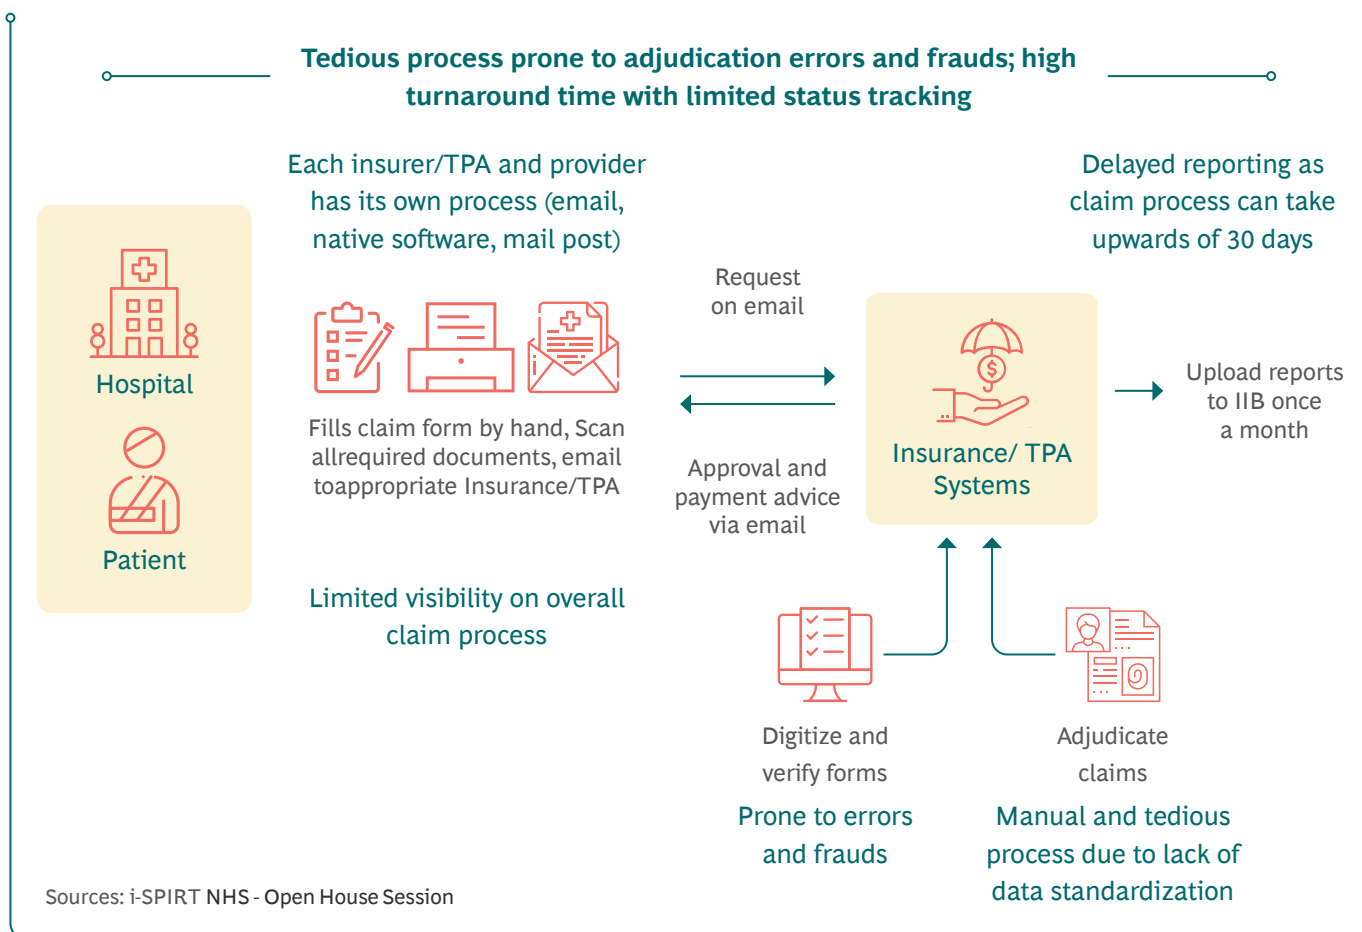 Tedious process prone to adjudication errors and frauds; high
turnaround time with limited status tracking
Each insurer/TPA and provider
has its own process (email,
native software, mail post)
Delayed reporting as
claim process can take
upwards of 30 days
Hospital
Patient
Fills claim form by hand, Scan
allrequired documents, email
toappropriate Insurance/TPA
Limited visibility on overall
claim process
Request
on email
Approval and
payment advice
via email
$
Insurance/ TPA
Systems
Upload reports
to IIB once
a month
Digitize and
verify forms
Prone to errors
and frauds
Adjudicate
claims
Manual and tedious
process due to lack of
data standardization
Sources: i-SPIRT NHS - Open House Session